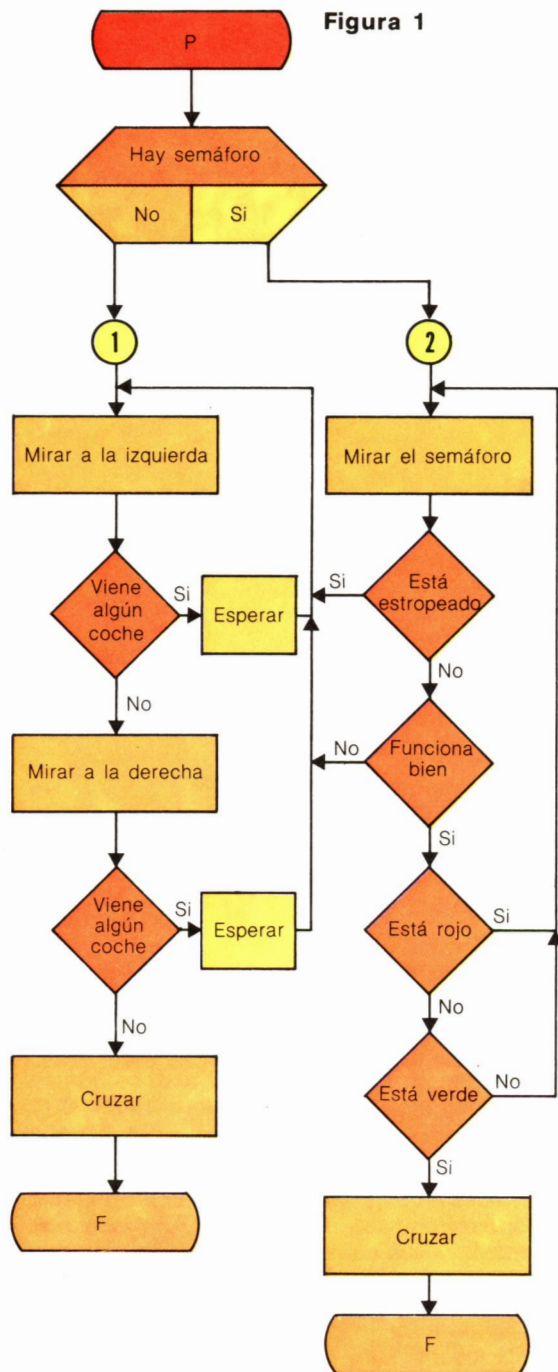 Figura 1
P
Hay semáforo
No
Si
1
Mirar a la izquierda
Viene
algún
coche
Si
Esperar
No
Mirar a la derecha
Viene
algún
coche
Si
Esperar
No
Cruzar
F
2
Mirar el semáforo
Está
estropeado
Si
No
Funciona
bien
No
Si
Está rojo
Si
No
Está verde
No
Si
Cruzar
F